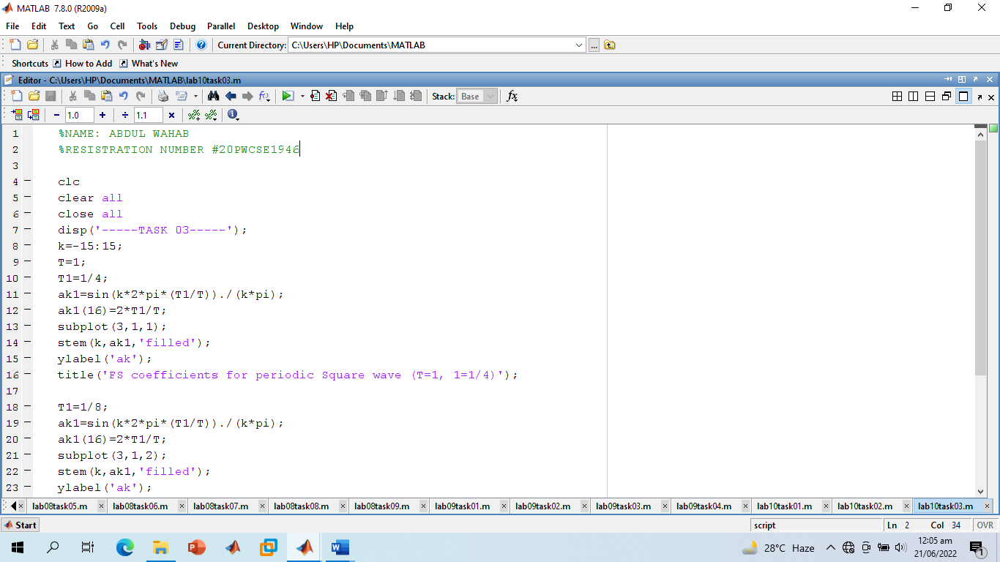 MATLAB 7.8.0 (R2009a)
File Edit Text Go Cell Tools Debug Parallel Desktop Window Help
Current Directory: C:\Users\HP\Documents\MATLAB ...
Shortcuts How to Add What's New
Editor - C:\Users\HP\Documents\MATLAB\lab10task03.m
Stack: Base fx
- 1.0 + ÷ 1.1 ×
1 %NAME: ABDUL WAHAB
2 %RESISTRATION NUMBER #20PWCSE1946
3
4 - clc
5 - clear all
6 - close all
7 - disp('-----TASK 03-----');
8 - k=-15:15;
9 - T=1;
10 - T1=1/4;
11 - ak1=sin(k*2*pi*(T1/T))./(k*pi);
12 - ak1(16)=2*T1/T;
13 - subplot(3,1,1);
14 - stem(k,ak1,'filled');
15 - ylabel('ak');
16 - title('FS coefficients for periodic Square wave (T=1, 1=1/4)');
17
18 - T1=1/8;
19 - ak1=sin(k*2*pi*(T1/T))./(k*pi);
20 - ak1(16)=2*T1/T;
21 - subplot(3,1,2);
22 - stem(k,ak1,'filled');
23 - ylabel('ak');
lab08task05.m lab08task06.m lab08task07.m lab08task08.m lab08task09.m lab09task01.m lab09task02.m lab09task03.m lab09task04.m lab10task01.m lab10task02.m lab10task03.m
Start script Ln 2 Col 34 OVR
28°C Haze 12:05 am
21/06/2022 1